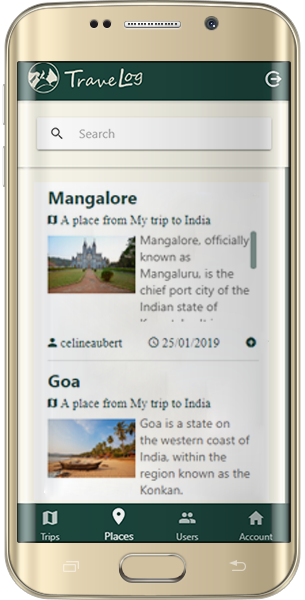 TraveLog
Search
Mangalore
A place from My trip to India
Mangalore, officially
known as
Mangaluru, is the
chief port city of the
Indian state of
celineaubert
25/01/2019
Goa
A place from My trip to India
Goa is a state on
the western coast of
India, within the
region known as the
Konkan.
Trips
Places
Users
Account